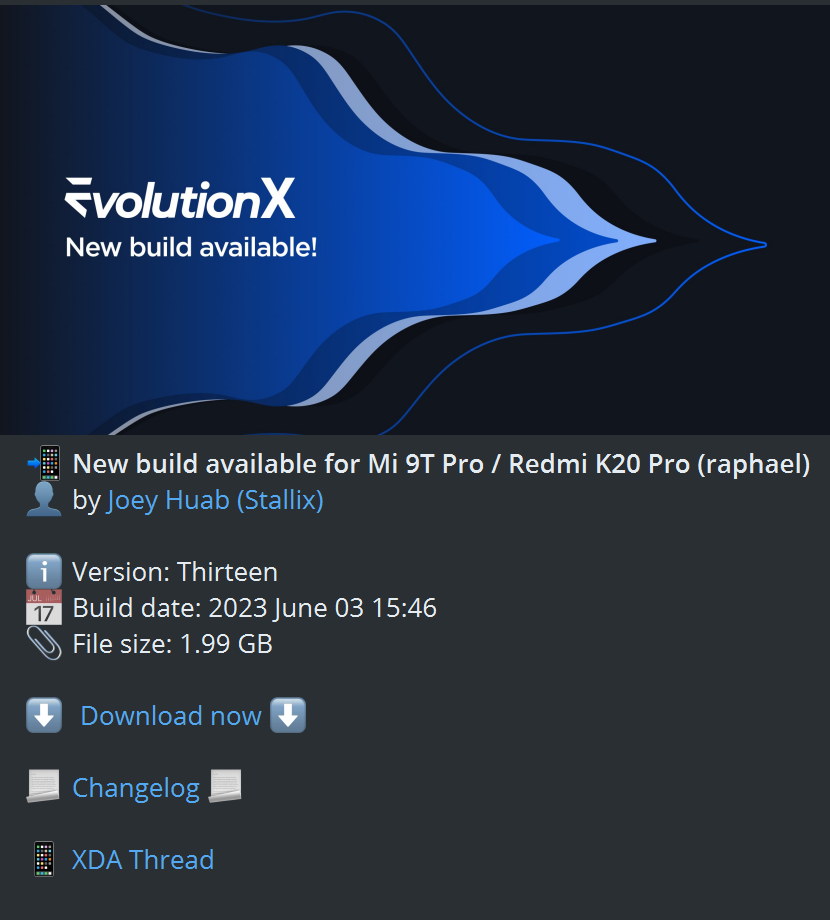 EvolutionX
New build available!
New build available for Mi 9T Pro / Redmi K20 Pro (raphael)
by Joey Huab (Stallix)
Version: Thirteen
JUL
17
Build date: 2023 June 03 15:46
File size: 1.99 GB
Download now
Changelog
XDA Thread